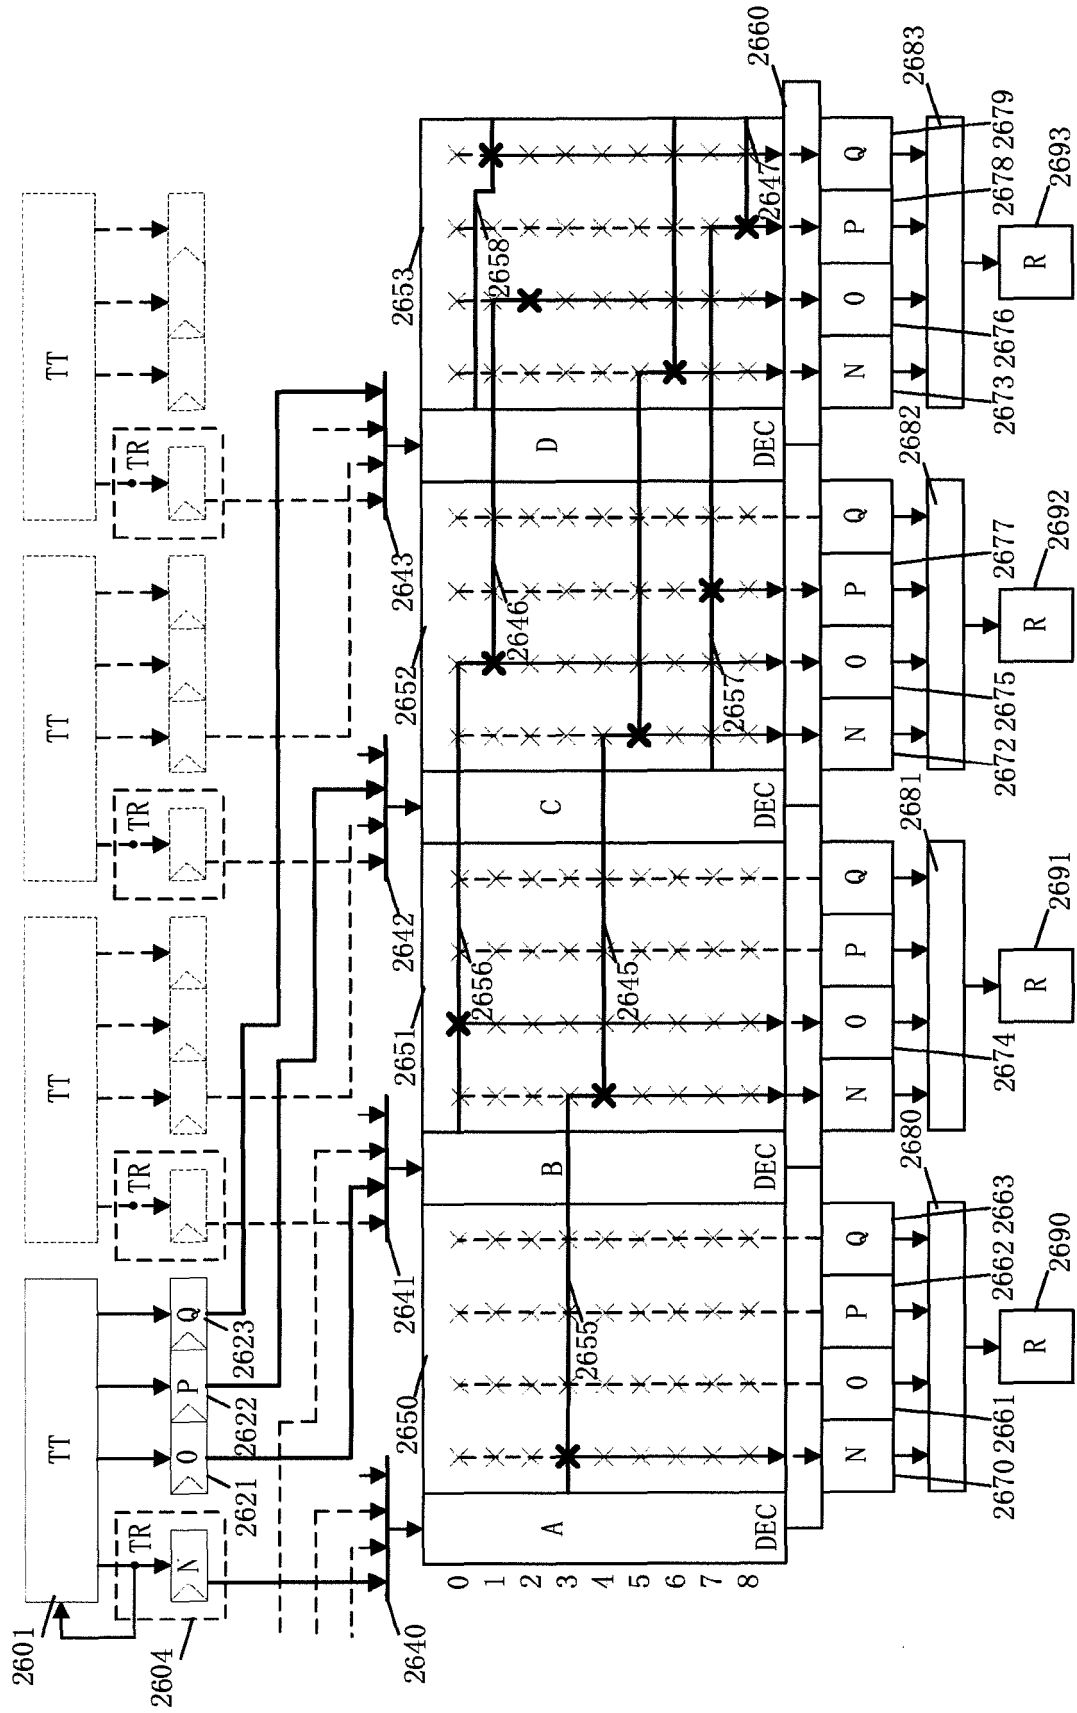 2601
TT
TT
TT
TT
TR
TR
TR
TR
2604
N
O
P
Q
2621
2622
2623
2640
2641
2642
2643
2650
2651
2652
2653
0
1
2
3
4
5
6
7
8
A
B
C
D
DEC
DEC
DEC
DEC
2655
2656
2645
2646
2657
2658
2647
2660
N
O
P
Q
N
O
P
Q
N
O
P
Q
N
O
P
Q
2670
2661
2662
2663
2674
2672
2675
2677
2673
2676
2678
2679
2680
2681
2682
2683
R
R
R
R
2690
2691
2692
2693